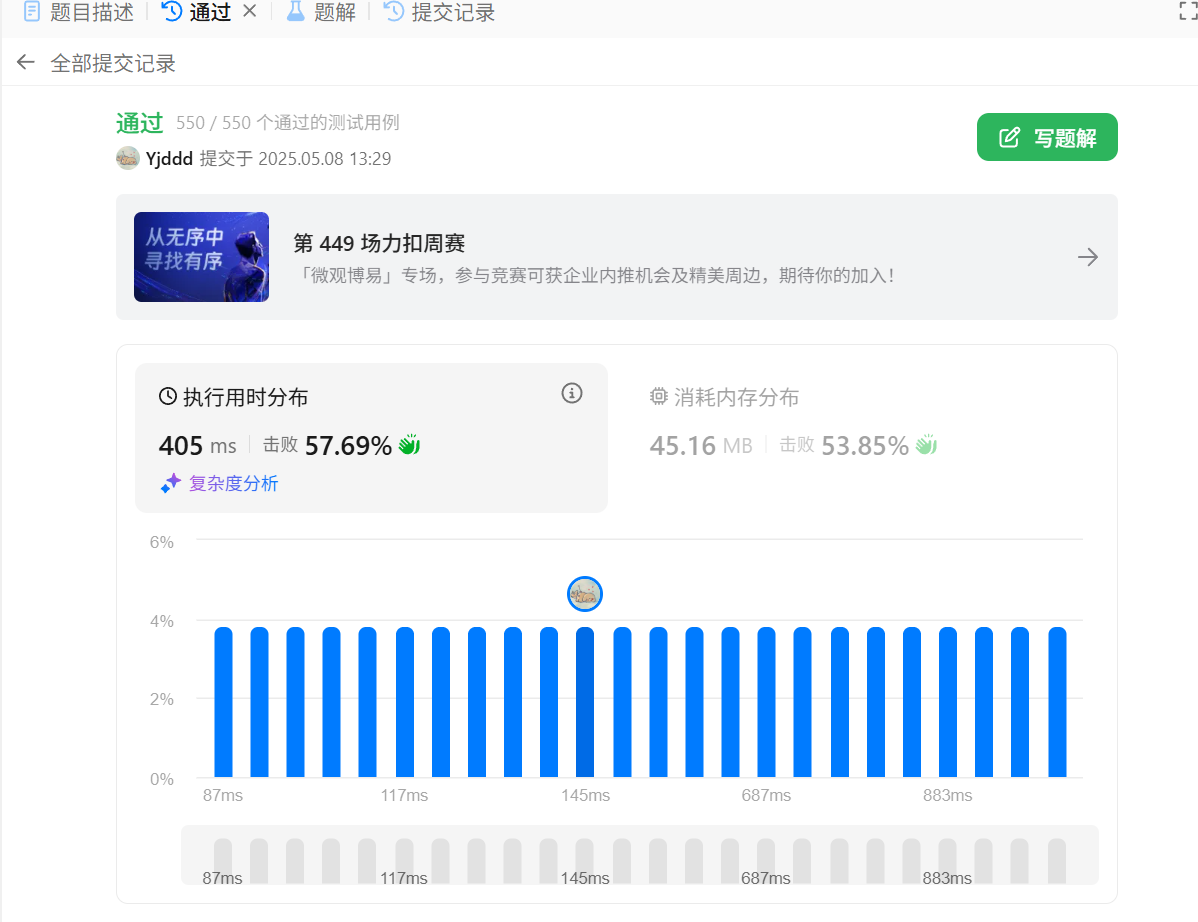 题目描述 通过 题解 提交记录
全部提交记录
通过 550 / 550 个通过的测试用例
写题解
Yjddd 提交于 2025.05.08 13:29
从无序中
寻找有序
第 449 场力扣周赛
「微观博易」专场，参与竞赛可获企业内推机会及精美周边，期待你的加入！
执行用时分布
405 ms 击败 57.69%
复杂度分析
消耗内存分布
45.16 MB 击败 53.85%
6%
4%
2%
0%
87ms 117ms 145ms 687ms 883ms
87ms 117ms 145ms 687ms 883ms